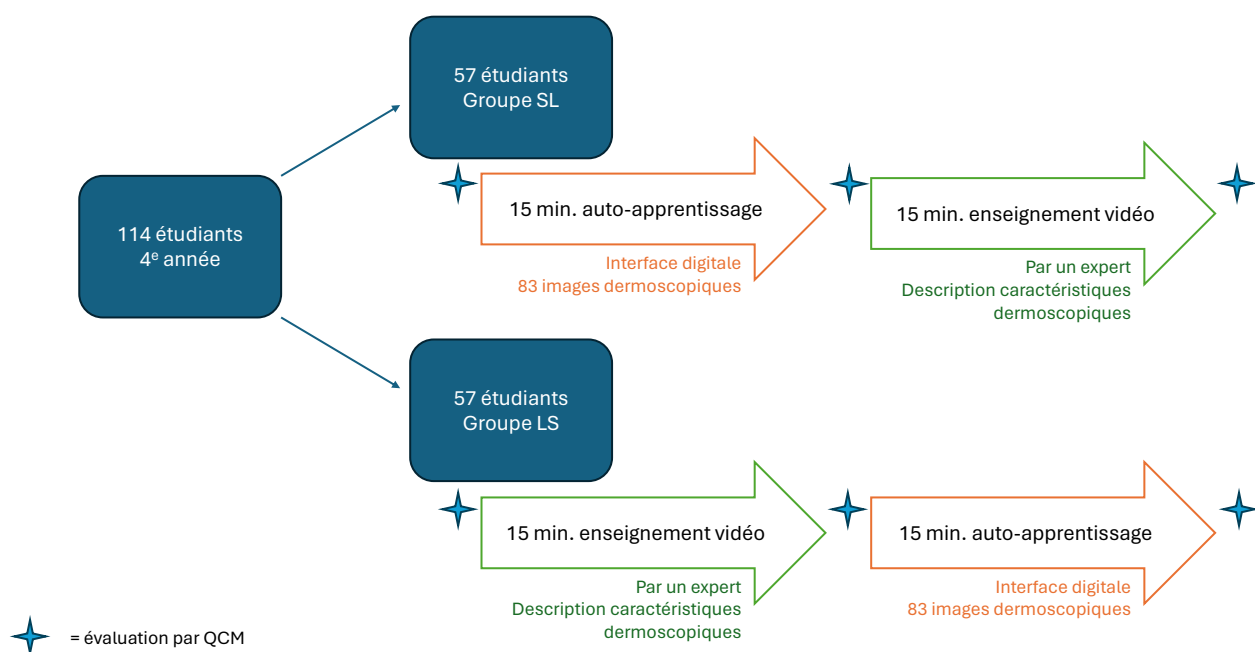 57 étudiants
Groupe SL
15 min. auto-apprentissage
15 min. enseignement vidéo
Interface digitale
83 images dermoscopiques
Par un expert
Description caractéristiques
dermoscopiques
114 étudiants
4ᵉ année
57 étudiants
Groupe LS
15 min. enseignement vidéo
15 min. auto-apprentissage
Par un expert
Description caractéristiques
dermoscopiques
Interface digitale
83 images dermoscopiques
= évaluation par QCM